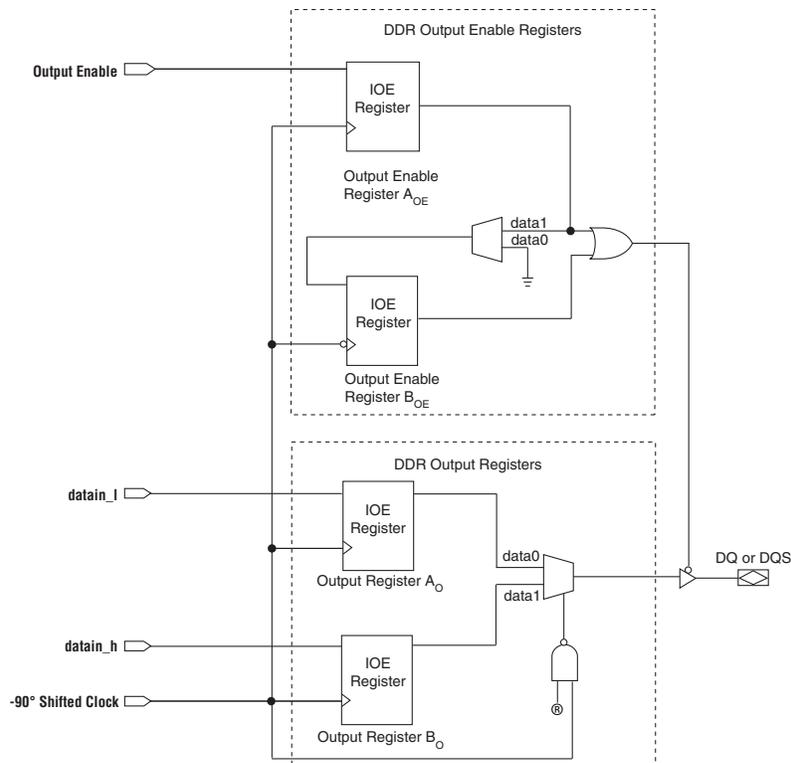 DDR Output Enable Registers
Output Enable
IOE
Register
Output Enable
Register A_OE
data1
data0
IOE
Register
Output Enable
Register B_OE
DDR Output Registers
datain_l
IOE
Register
data0
DQ or DQS
Output Register A_O
data1
datain_h
IOE
Register
-90° Shifted Clock
®
Output Register B_O